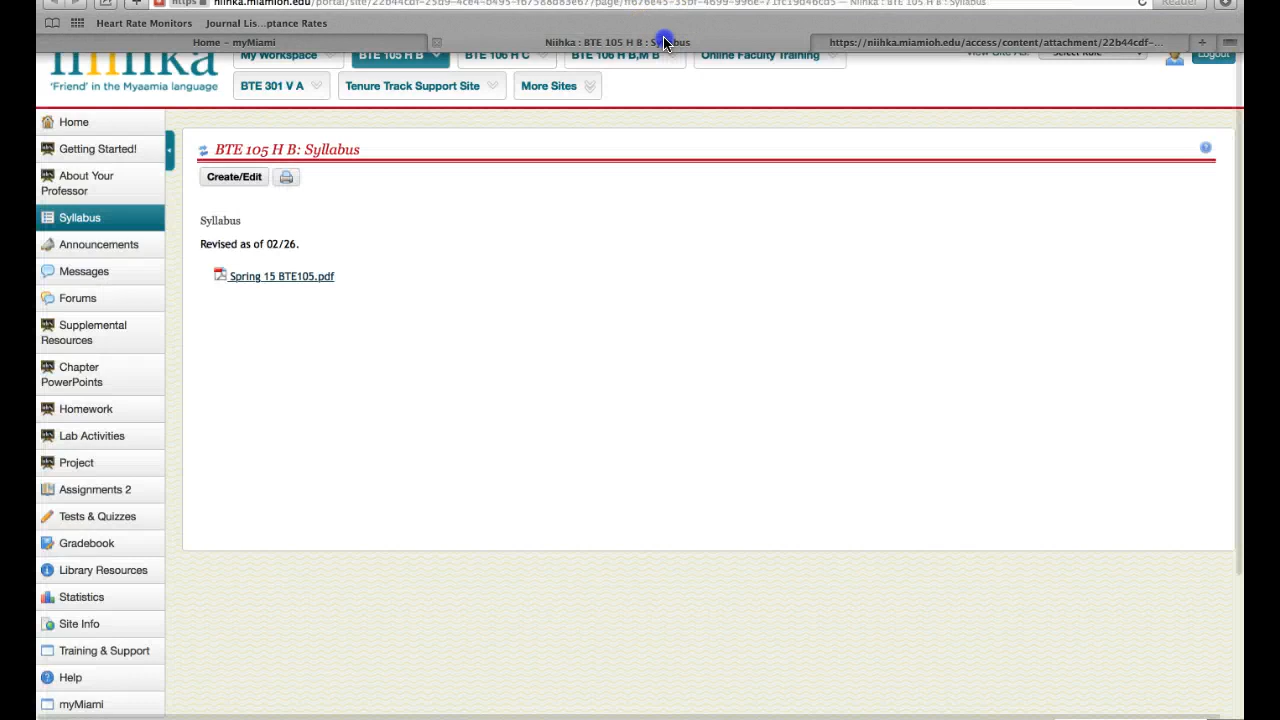 Heart Rate Monitors Journal Lis...ptance Rates
Home – myMiami
Niihka : BTE 105 H B : Syllabus
https://niihka.miamioh.edu/access/content/attachment/22b44cdf-...
niihka
'Friend' in the Myaamia language
My Workspace
BTE 105 H B
BTE 106 H C
BTE 106 H B,M B
Online Faculty Training
Logout
BTE 301 V A
Tenure Track Support Site
More Sites
Home
Getting Started!
About Your
Professor
Syllabus
Announcements
Messages
Forums
Supplemental
Resources
Chapter
PowerPoints
Homework
Lab Activities
Project
Assignments 2
Tests & Quizzes
Gradebook
Library Resources
Statistics
Site Info
Training & Support
Help
myMiami
BTE 105 H B: Syllabus
Create/Edit
Syllabus
Revised as of 02/26.
Spring 15 BTE105.pdf